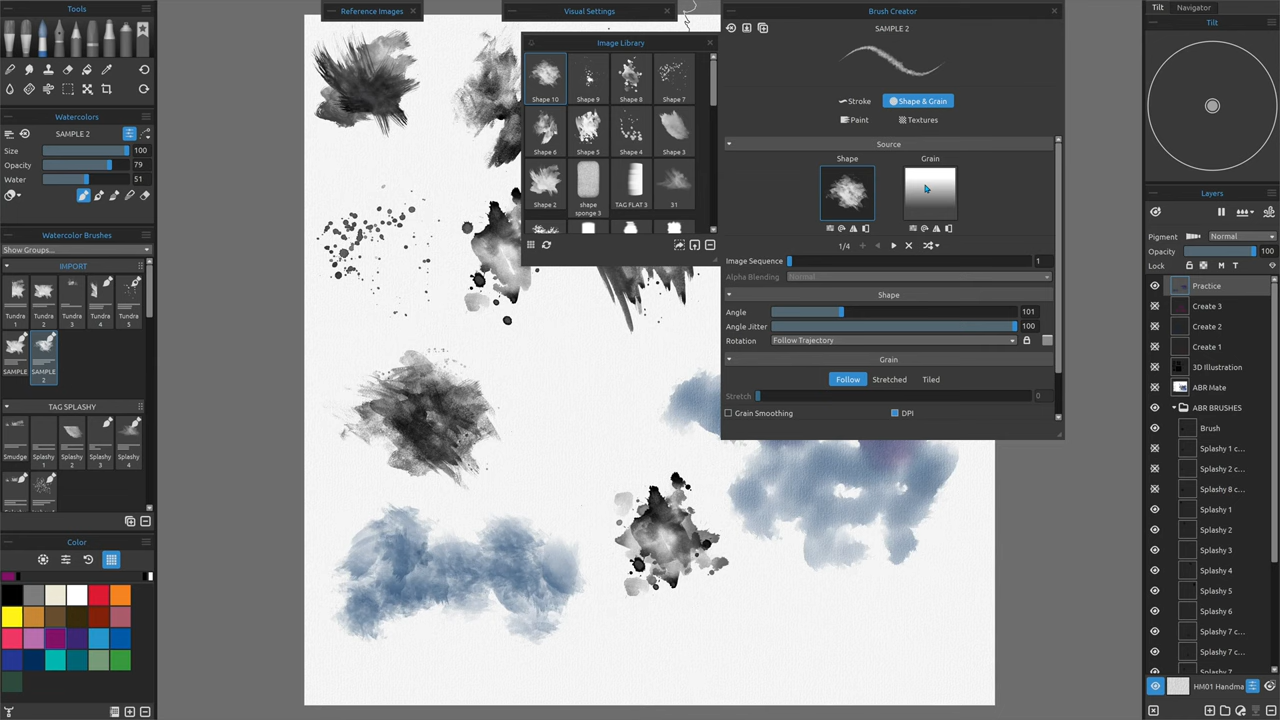 Tools
Reference Images
Visual Settings
Brush Creator
Tilt
Navigator
SAMPLE 2
Image Library
Shape 10
Shape 9
Shape 8
Shape 7
Shape 6
Shape 5
Shape 4
Shape 3
Shape 2
shape sponge 3
TAG FLAT 3
31
Stroke
Shape & Grain
Paint
Textures
Source
Shape
Grain
1/4
Image Sequence
1
Alpha Blending
Normal
Shape
Angle
101
Angle Jitter
100
Rotation
Follow Trajectory
Grain
Follow
Stretched
Tiled
Stretch
0
Grain Smoothing
DPI
Watercolors
SAMPLE 2
Size
100
Opacity
79
Water
51
Watercolor Brushes
Show Groups...
IMPORT
Tundra 1
Tundra 2
Tundra 3
Tundra 4
Tundra 5
SAMPLE
SAMPLE 2
TAG SPLASHY
Smudge
Splashy 1
Splashy 2
Splashy 3
Splashy 4
Color
Tilt
Layers
Pigment
Normal
Opacity
100
Lock
M
T
Practice
Create 3
Create 2
Create 1
3D Illustration
ABR Mate
ABR BRUSHES
Brush
Splashy 1 c...
Splashy 2 c...
Splashy 8 c...
Splashy 1
Splashy 2
Splashy 3
Splashy 4
Splashy 5
Splashy 6
Splashy 7 c...
Splashy 7 c...
Splashy 7
HM01 Handma